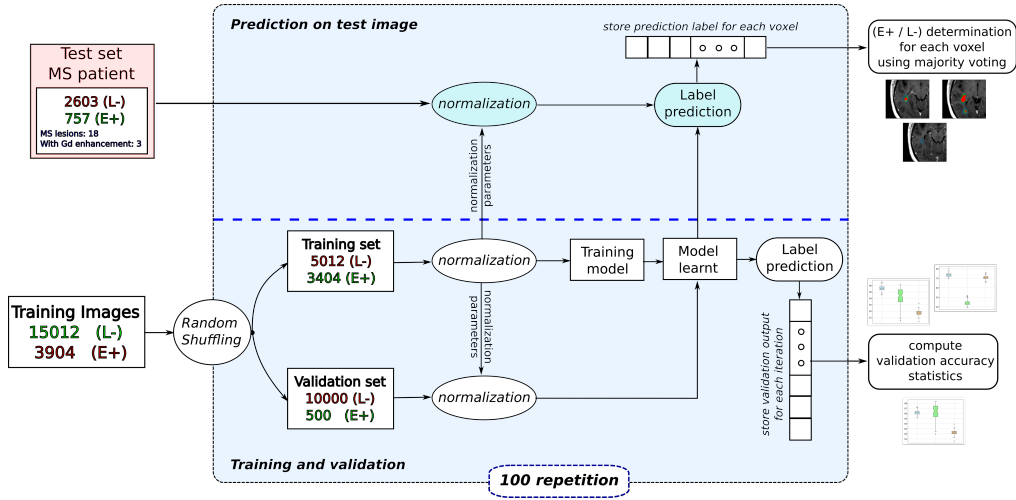 Prediction on test image
store prediction label for each voxel
(E+ / L-) determination
for each voxel
using majority voting
Test set
MS patient
2603 (L-)
757 (E+)
MS lesions: 18
With Gd enhancement: 3
normalization
Label
prediction
normalization
parameters
Training set
5012 (L-)
3404 (E+)
normalization
Training
model
Model
learnt
Label
prediction
Training Images
15012 (L-)
3904 (E+)
Random
Shuffling
normalization
parameters
store validation output
for each iteration
compute
validation accuracy
statistics
Validation set
10000 (L-)
500 (E+)
normalization
Training and validation
100 repetition